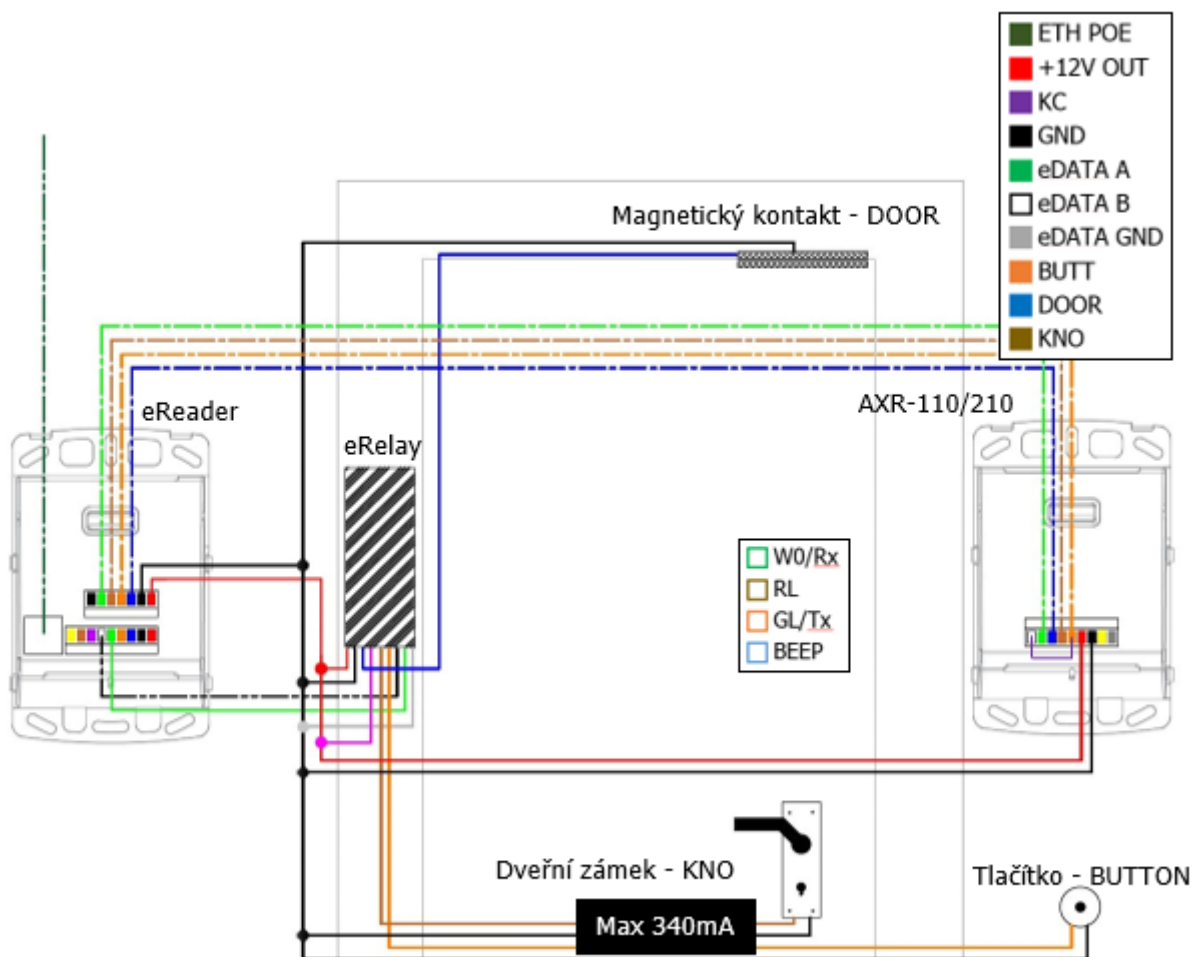 ETH POE
+12V OUT
KC
GND
eDATA A
eDATA B
eDATA GND
BUTT
DOOR
KNO
Magnetický kontakt - DOOR
eReader
AXR-110/210
eRelay
W0/Rx
RL
GL/Tx
BEEP
Dveřní zámek - KNO
Tlačítko - BUTTON
Max 340mA